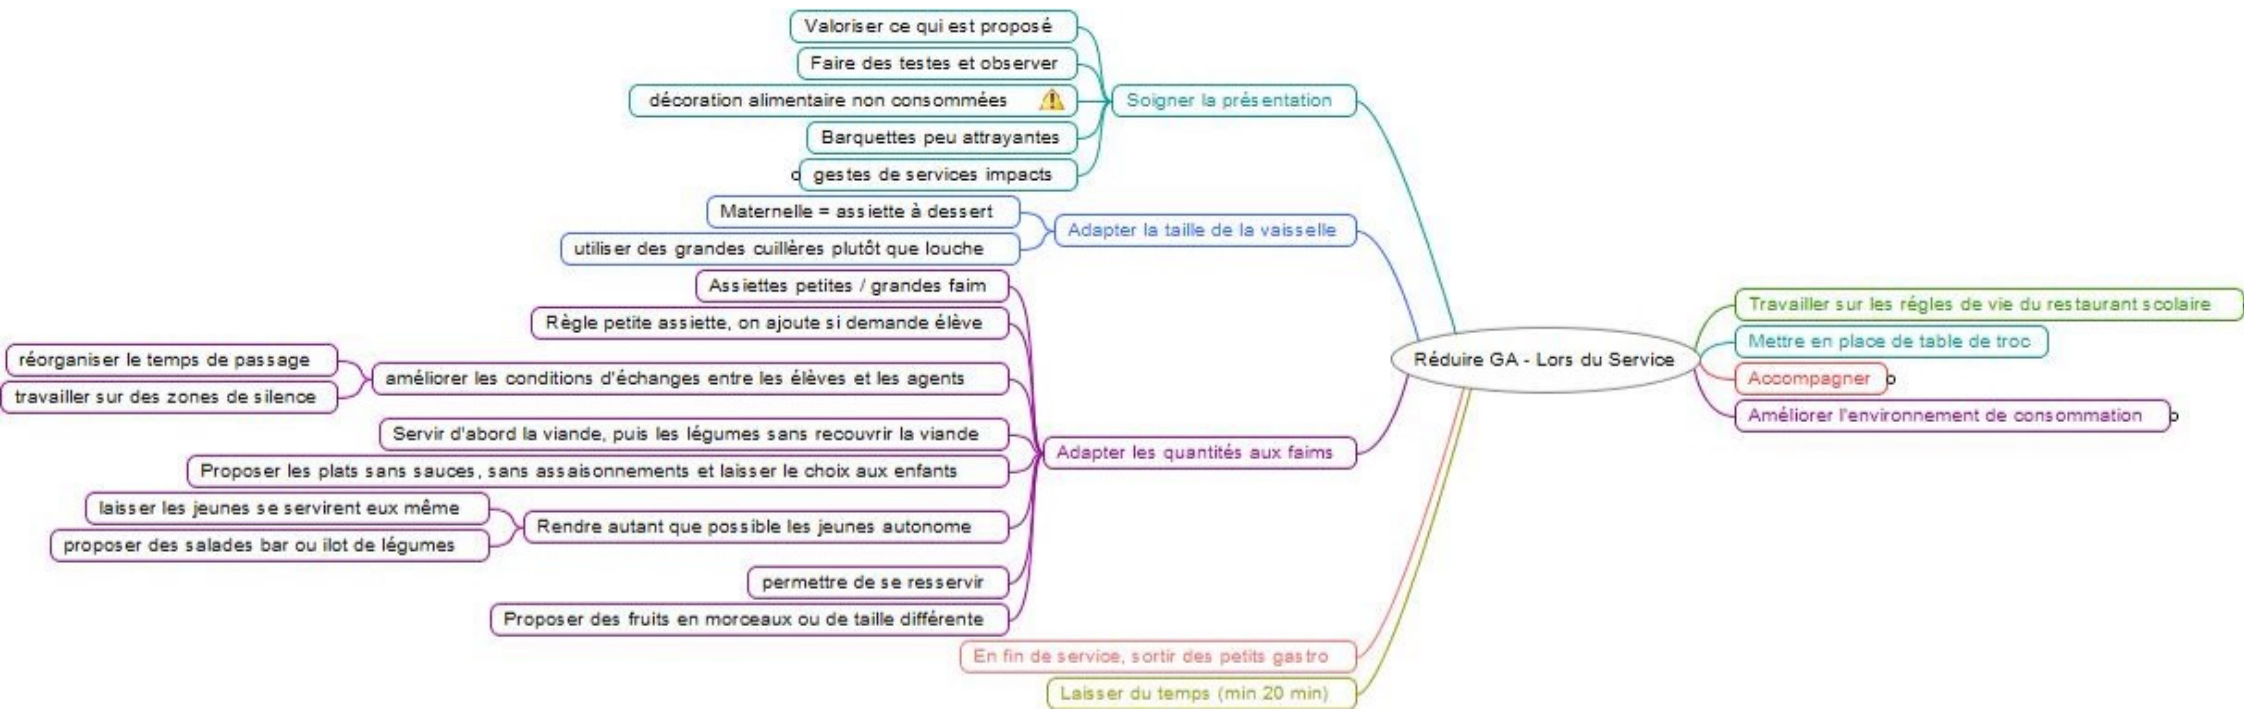 Valoriser ce qui est proposé
Faire des testes et observer
décoration alimentaire non consommées
Barquettes peu attrayantes
gestes de services impacts
Soigner la présentation
Maternelle = assiette à dessert
utiliser des grandes cuillères plutôt que louche
Adapter la taille de la vaisselle
Assiettes petites / grandes faim
Règle petite assiette, on ajoute si demande élève
réorganiser le temps de passage
travailler sur des zones de silence
améliorer les conditions d'échanges entre les élèves et les agents
Servir d'abord la viande, puis les légumes sans recouvrir la viande
Proposer les plats sans sauces, sans assaisonnements et laisser le choix aux enfants
laisser les jeunes se servirent eux même
proposer des salades bar ou ilot de légumes
Rendre autant que possible les jeunes autonome
permettre de se resservir
Proposer des fruits en morceaux ou de taille différente
Adapter les quantités aux faims
En fin de service, sortir des petits gastro
Laisser du temps (min 20 min)
Réduire GA - Lors du Service
Travailler sur les régles de vie du restaurant scolaire
Mettre en place de table de troc
Accompagner
Améliorer l'environnement de consommation